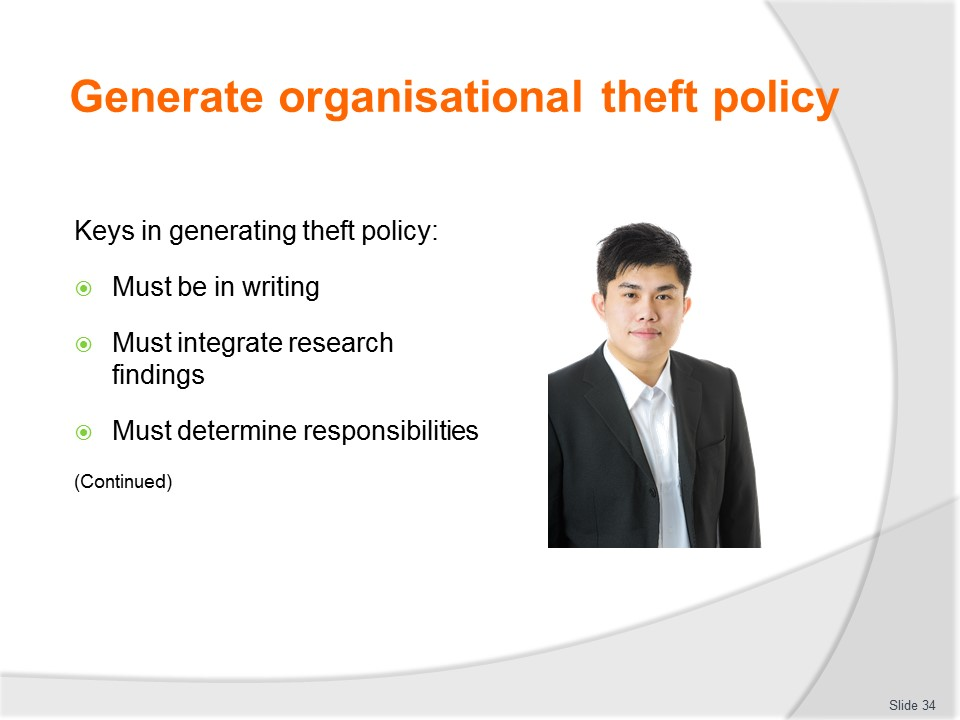 Generate organisational theft policy
Keys in generating theft policy:
Must be in writing
Must integrate research
findings
Must determine responsibilities
(Continued)
Slide 34